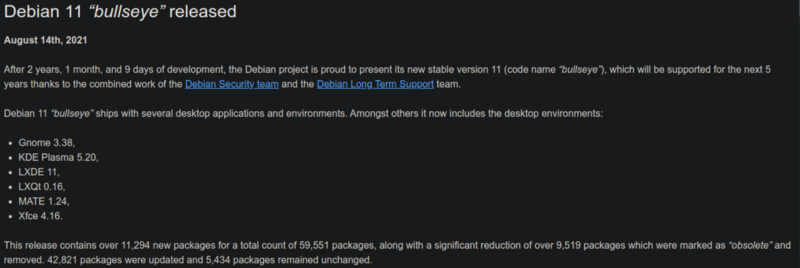 Debian 11 “bullseye” released
August 14th, 2021
After 2 years, 1 month, and 9 days of development, the Debian project is proud to present its new stable version 11 (code name “bullseye”), which will be supported for the next 5
years thanks to the combined work of the Debian Security team and the Debian Long Term Support team.
Debian 11 “bullseye” ships with several desktop applications and environments. Amongst others it now includes the desktop environments:
• Gnome 3.38,
• KDE Plasma 5.20,
• LXDE 11,
• LXQt 0.16,
• MATE 1.24,
• Xfce 4.16.
This release contains over 11,294 new packages for a total count of 59,551 packages, along with a significant reduction of over 9,519 packages which were marked as “obsolete” and
removed. 42,821 packages were updated and 5,434 packages remained unchanged.